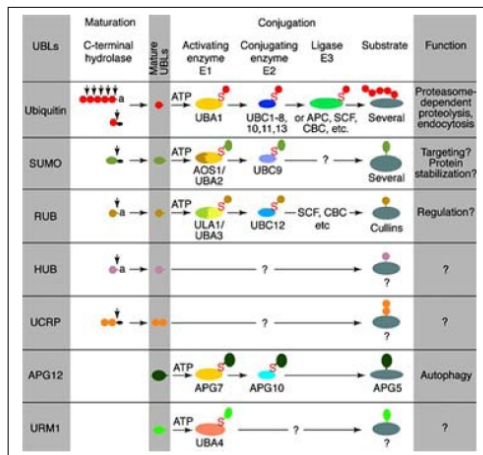 Maturation
Conjugation
UBLs
C-terminal
hydrolase
Mature
UBLs
Activating
enzyme
E1
Conjugating
enzyme
E2
Ligase
E3
Substrate
Function
Ubiquitin
a
ATP
S
S
S
UBA1
UBC1-8,
10,11,13
or APC, SCF,
CBC, etc.
Several
Proteasome-
dependent
proteolysis,
endocytosis
SUMO
ATP
S
S
AOS1/
UBA2
UBC9
?
Several
Targeting?
Protein
stabilization?
RUB
a
ATP
S
S
ULA1/
UBA3
UBC12
SCF, CBC
etc
Cullins
Regulation?
HUB
a
?
?
?
UCRP
?
?
?
APG12
ATP
S
S
APG7
APG10
APG5
Autophagy
URM1
ATP
S
UBA4
?
?
?